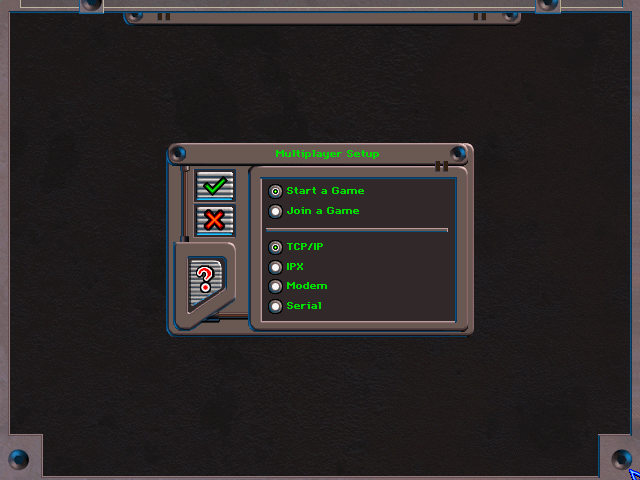 Multiplayer Setup
Start a Game
Join a Game
TCP/IP
IPX
Modem
Serial